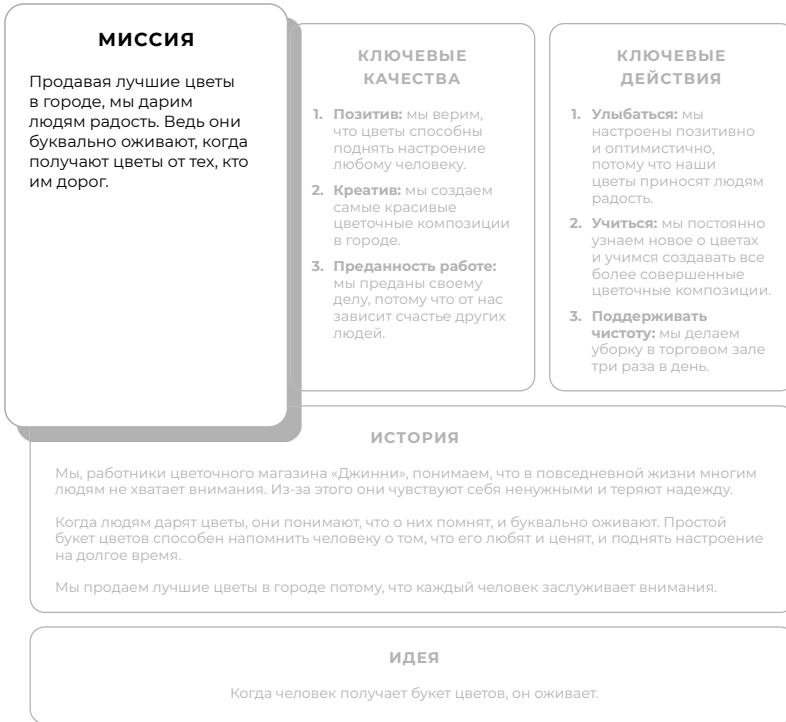 МИССИЯ
Продавая лучшие цветы
в городе, мы дарим
людям радость. Ведь они
буквально оживают, когда
получают цветы от тех, кто
им дорог.
КЛЮЧЕВЫЕ
КАЧЕСТВА
1. Позитив: мы верим,
что цветы способны
поднять настроение
любому человеку.
2. Креатив: мы создаем
самые красивые
цветочные композиции
в городе.
3. Преданность работе:
мы преданы своему
делу, потому что от нас
зависит счастье других
людей.
КЛЮЧЕВЫЕ
ДЕЙСТВИЯ
1. Улыбаться: мы
настроены позитивно
и оптимистично,
потому что наши
цветы приносят людям
радость.
2. Учиться: мы постоянно
узнаем новое о цветах
и учимся создавать все
более совершенные
цветочные композиции.
3. Поддерживать
чистоту: мы делаем
уборку в торговом зале
три раза в день.
ИСТОРИЯ
Мы, работники цветочного магазина «Джинни», понимаем, что в повседневной жизни многим
людям не хватает внимания. Из-за этого они чувствуют себя ненужными и теряют надежду.
Когда людям дарят цветы, они понимают, что о них помнят, и буквально оживают. Простой
букет цветов способен напомнить человеку о том, что его любят и ценят, и поднять настроение
на долгое время.
Мы продаем лучшие цветы в городе потому, что каждый человек заслуживает внимания.
ИДЕЯ
Когда человек получает букет цветов, он оживает.